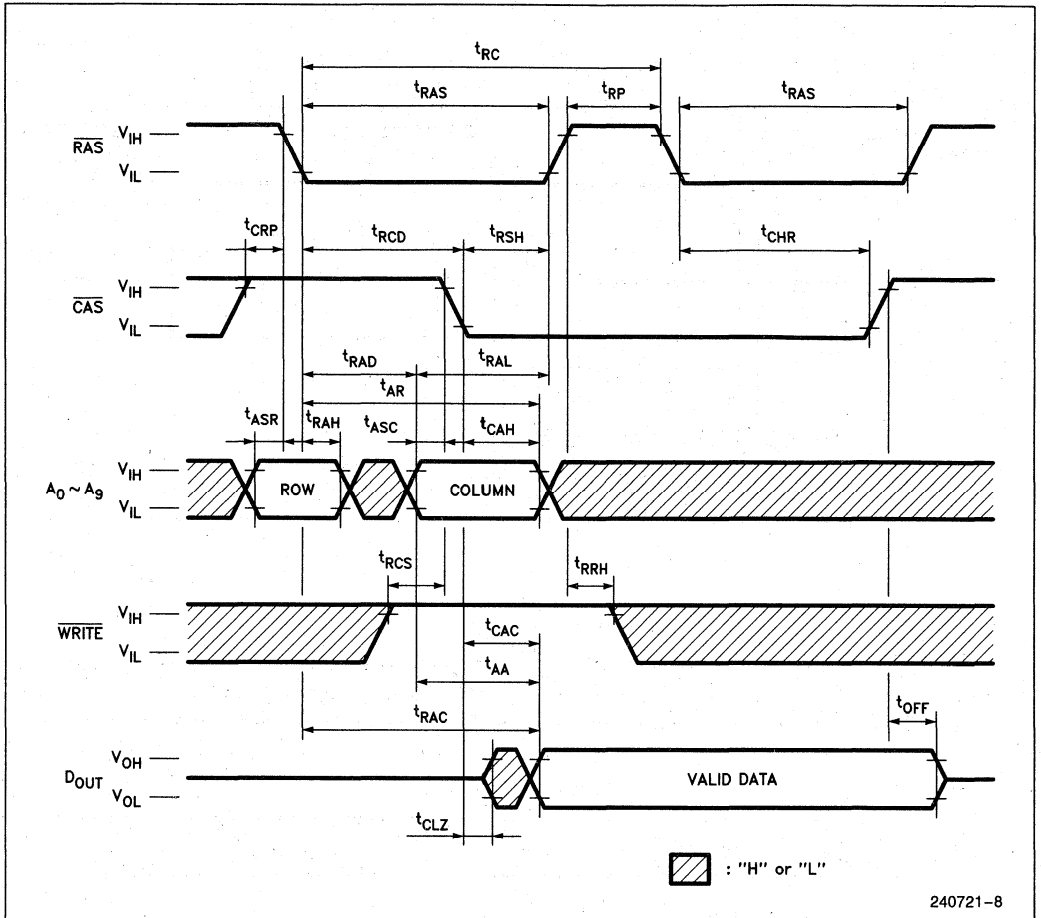 tRC
tRAS tRP tRAS
RAS VIH
VIL
tCRP tRCD tRSH tCHR
CAS VIH
VIL
tRAD tRAL
tAR
tASR tRAH tASC tCAH
A0 ~ A9 VIH
VIL
ROW COLUMN
tRCS tRRH
WRITE VIH
VIL
tCAC
tAA
tRAC tOFF
DOUT VOH
VOL
VALID DATA
tCLZ
: "H" or "L"
240721-8